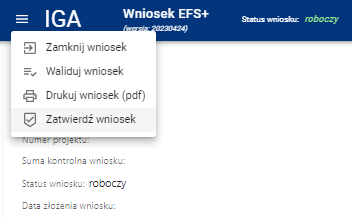 IGA
Wniosek EFS+
(wersja: 20230424)
Status wniosku: roboczy
Zamknij wniosek
Waliduj wniosek
Drukuj wniosek (pdf)
Zatwierdź wniosek
Numer projektu:
Suma kontrolna wniosku:
Status wniosku: roboczy
Data złożenia wniosku: